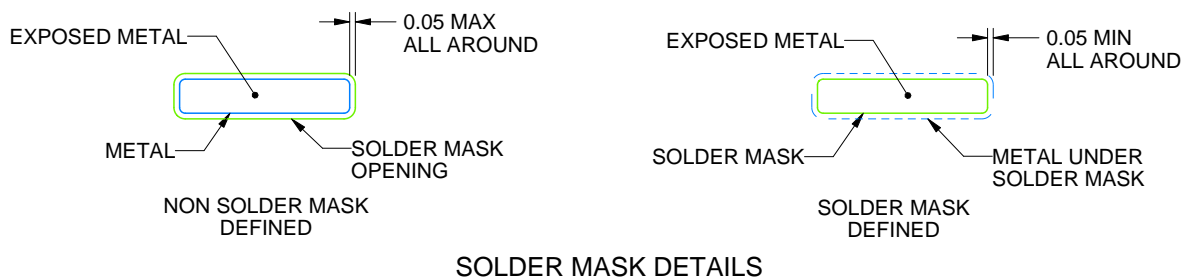 0.05 MAX
ALL AROUND
EXPOSED METAL
METAL
SOLDER MASK
OPENING
NON SOLDER MASK
DEFINED
0.05 MIN
ALL AROUND
EXPOSED METAL
SOLDER MASK
METAL UNDER
SOLDER MASK
SOLDER MASK
DEFINED
SOLDER MASK DETAILS